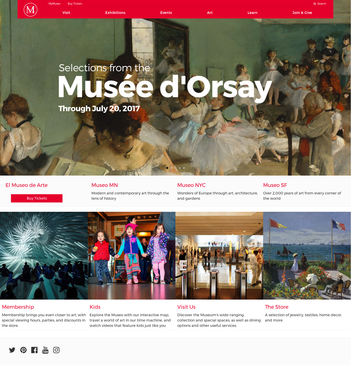 MyMuseo Buy Tickets Search
M Visit Exhibitions Events Art Learn Join & Give
Selections from the
Musée d'Orsay
Through July 20, 2017
El Museo de Arte
Buy Tickets
Museo MN
Modern and contemporary art through the
lens of history
Museo NYC
Wonders of Europe through art, architecture,
and gardens
Museo SF
Over 2,000 years of art from every corner of
the world
Membership
Membership brings you even closer to art, with
special viewing hours, parties, and discounts in
the store.
Kids
Explore the Museo with our interactive map,
travel a world of art in our time machine, and
watch videos that feature kids just like you
Visit Us
Discover the Museum's wide-ranging
collection and special spaces, as well as dining
options and other useful services.
The Store
A selection of jewelry, textiles, home decor,
and more